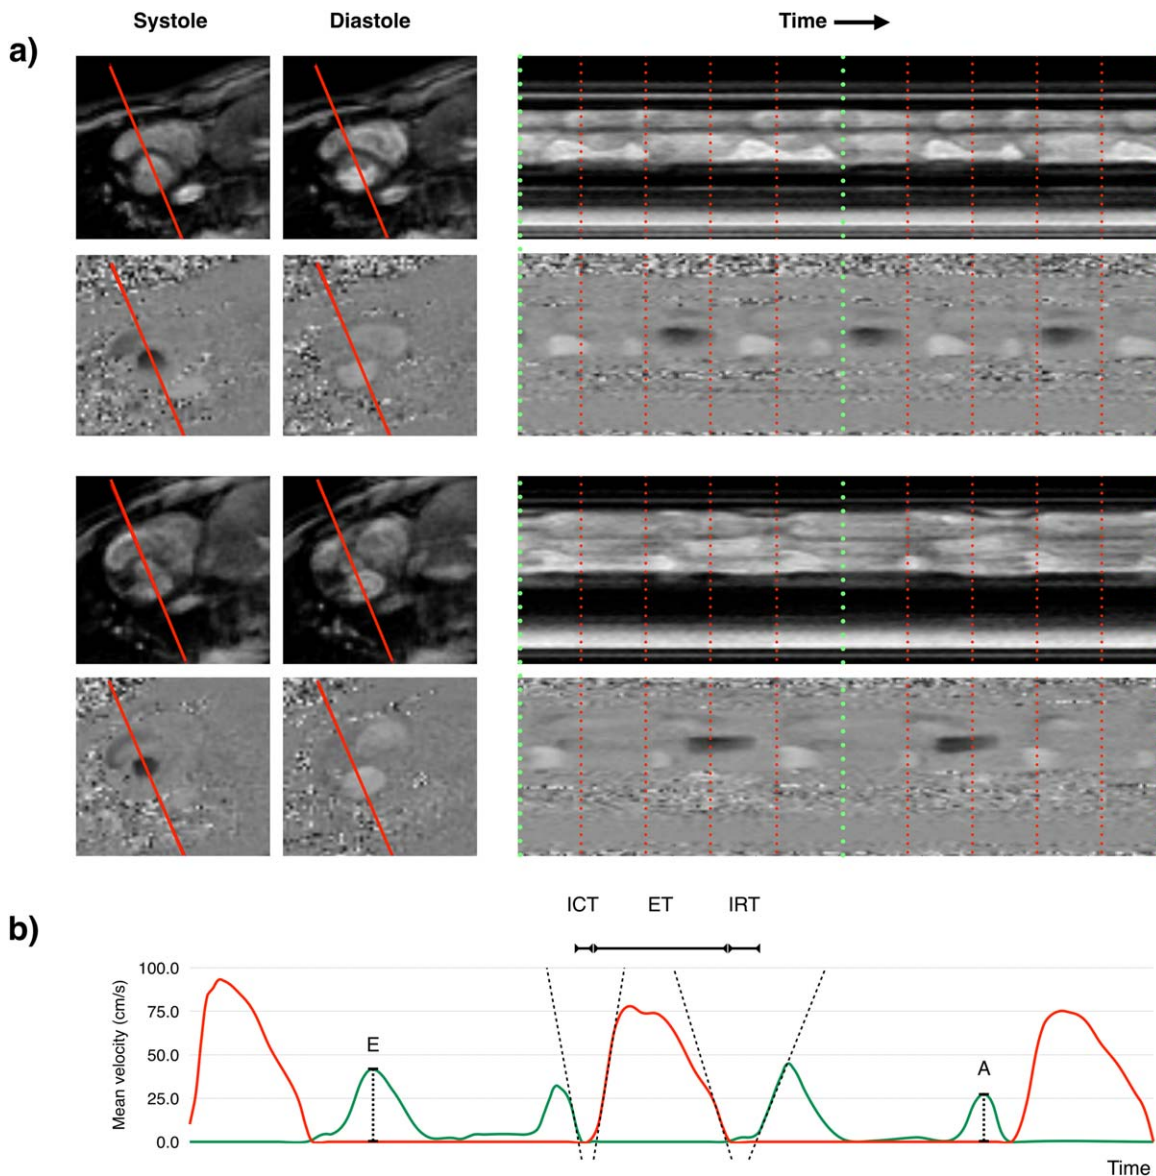 Systole Diastole Time
a)
ICT ET IRT
b)
Mean velocity (cm/s)
100.0
75.0
50.0
25.0
0.0
E
A
Time